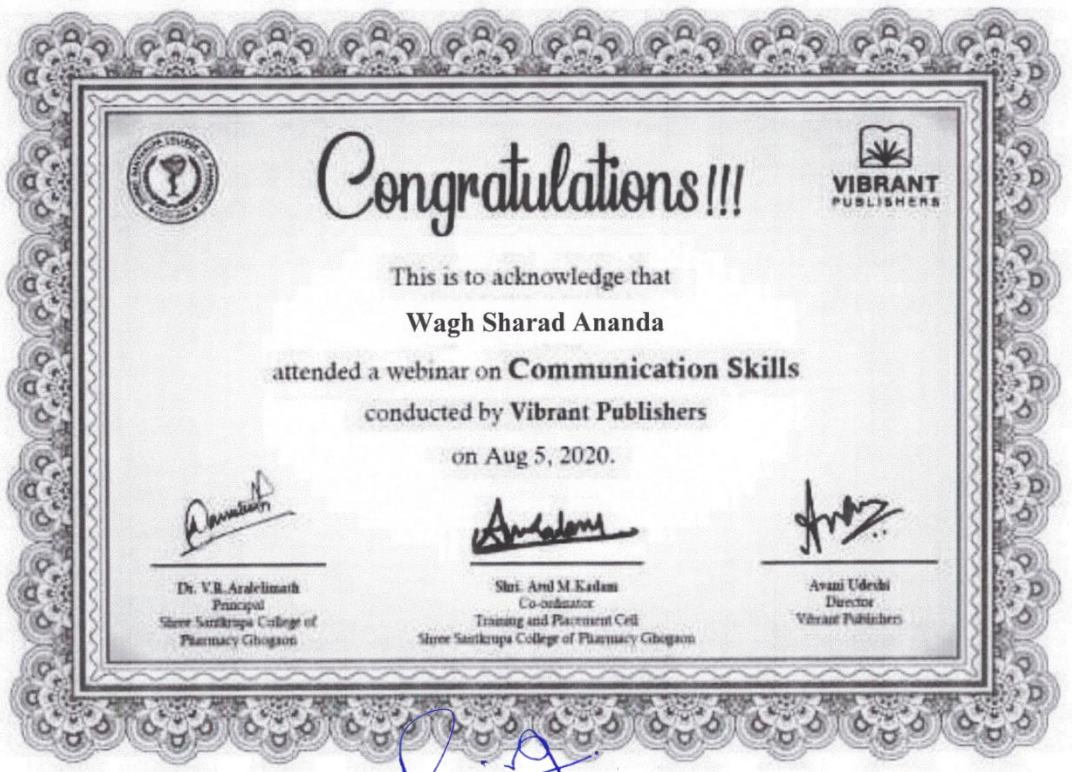 Congratulations!!!
VIBRANT
PUBLISHERS
This is to acknowledge that
Wagh Sharad Ananda
attended a webinar on Communication Skills
conducted by Vibrant Publishers
on Aug 5, 2020.
Dr. V.R. Aralelimath
Principal
Shree Santkrupa College of
Pharmacy Ghogaon
Shri. Amol M. Kadam
Co-ordinator
Training and Placement Cell
Shree Santkrupa College of Pharmacy Ghogaon
Avani Udeshi
Director
Vibrant Publishers